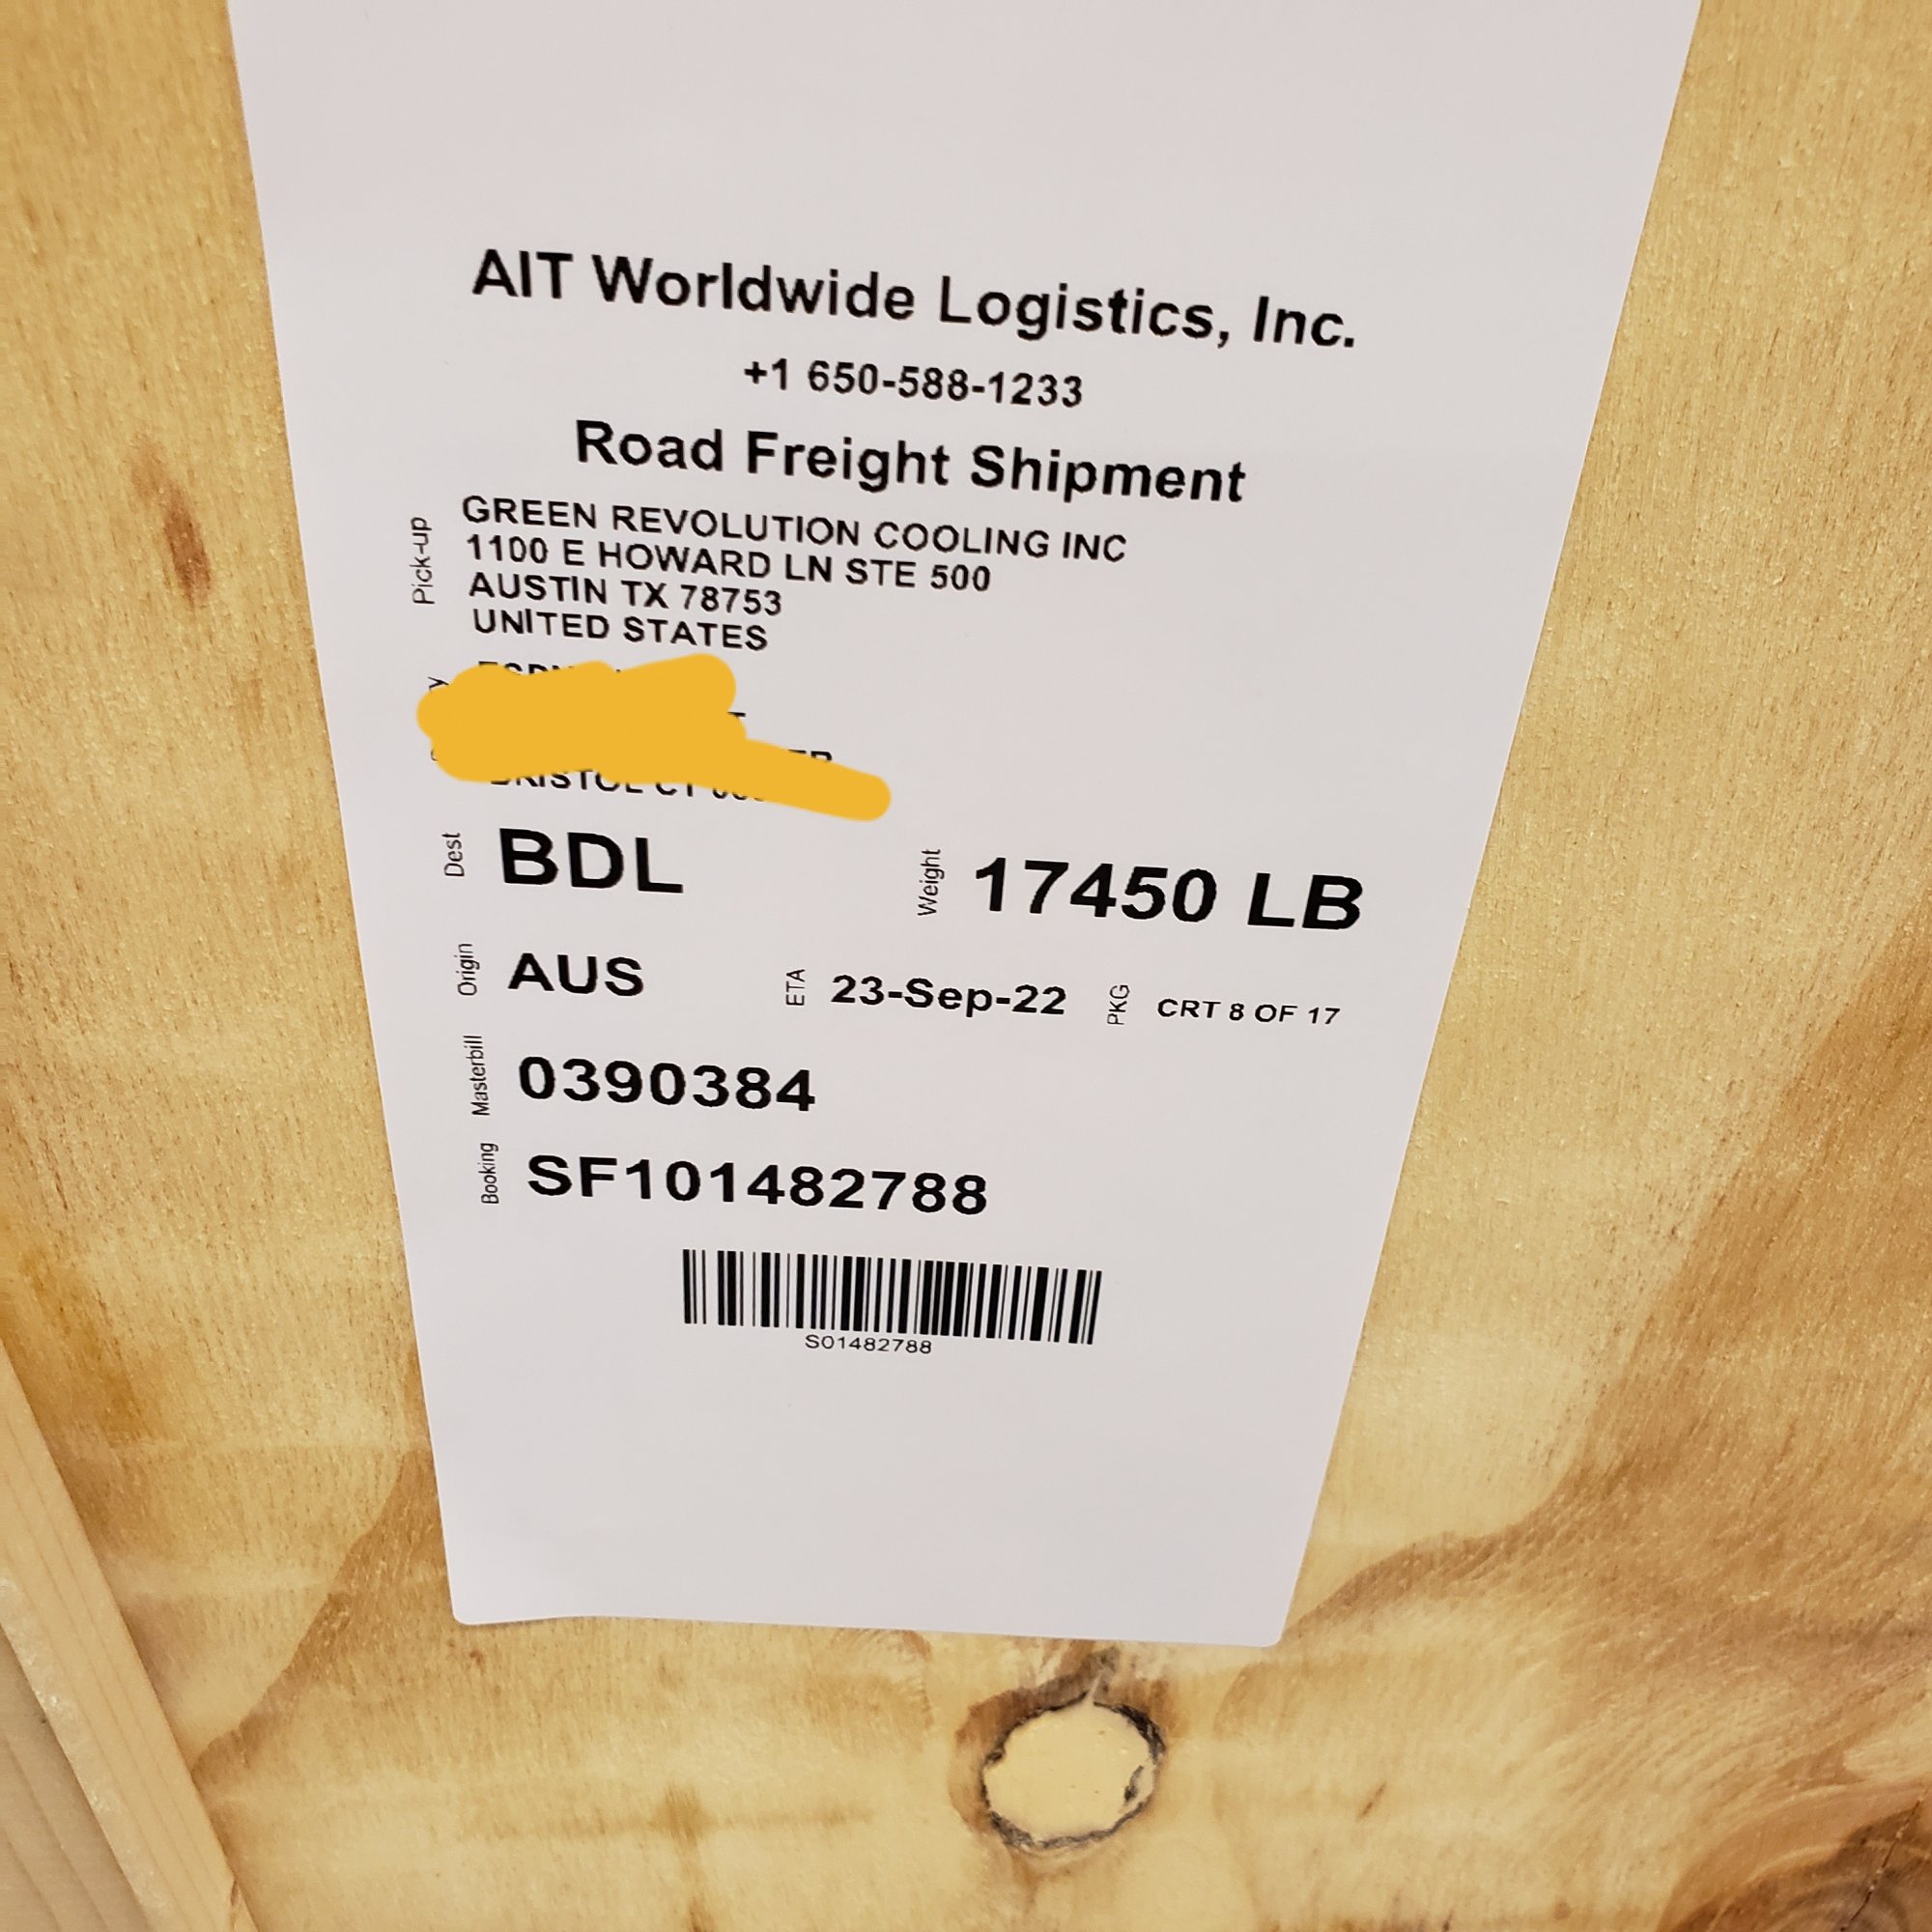 AIT Worldwide Logistics, Inc.
+1 650-588-1233
Road Freight Shipment
Pick-up
GREEN REVOLUTION COOLING INC
1100 E HOWARD LN STE 500
AUSTIN TX 78753
UNITED STATES
BRISTOL CT
Dest BDL Weight 17450 LB
Origin AUS ETA 23-Sep-22 PKG CRT 8 OF 17
Masterbill 0390384
Booking SF101482788
S01482788